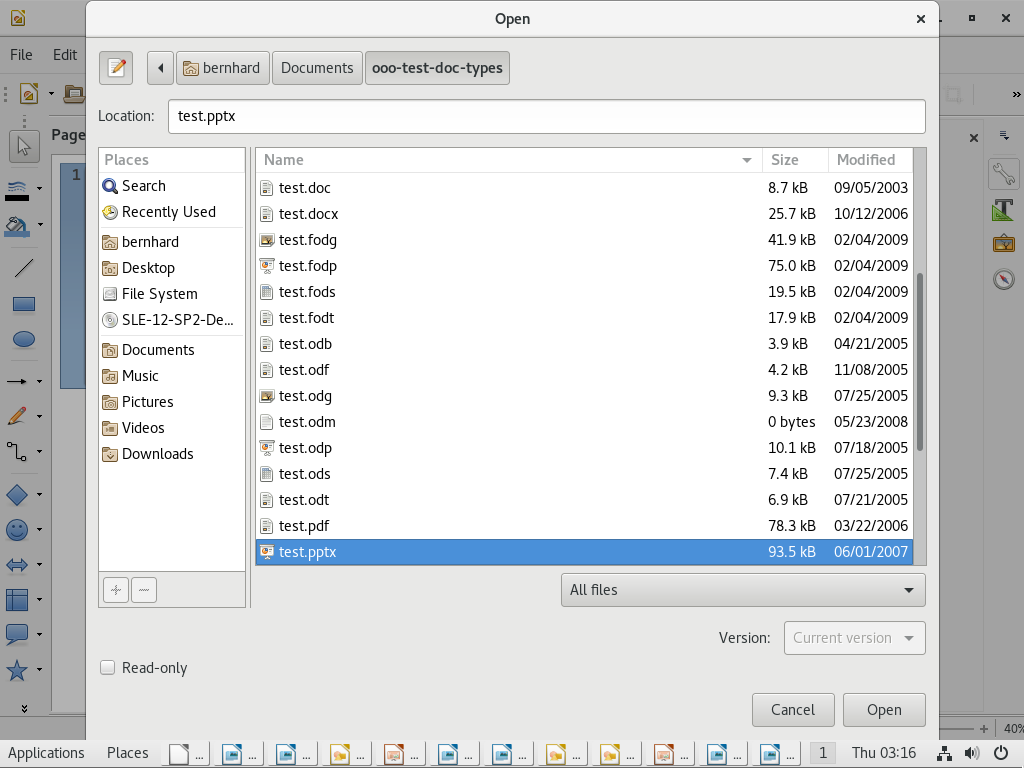 Open
File Edit
bernhard Documents ooo-test-doc-types
Location: test.pptx
Page
1
Places
Search
Recently Used
bernhard
Desktop
File System
SLE-12-SP2-De...
Documents
Music
Pictures
Videos
Downloads
Name Size Modified
test.doc 8.7 kB 09/05/2003
test.docx 25.7 kB 10/12/2006
test.fodg 41.9 kB 02/04/2009
test.fodp 75.0 kB 02/04/2009
test.fods 19.5 kB 02/04/2009
test.fodt 17.9 kB 02/04/2009
test.odb 3.9 kB 04/21/2005
test.odf 4.2 kB 11/08/2005
test.odg 9.3 kB 07/25/2005
test.odm 0 bytes 05/23/2008
test.odp 10.1 kB 07/18/2005
test.ods 7.4 kB 07/25/2005
test.odt 6.9 kB 07/21/2005
test.pdf 78.3 kB 03/22/2006
test.pptx 93.5 kB 06/01/2007
All files
Version: Current version
Read-only
Cancel Open
40%
Applications Places ... ... ... ... ... ... ... ... ... ... ... ... 1 Thu 03:16